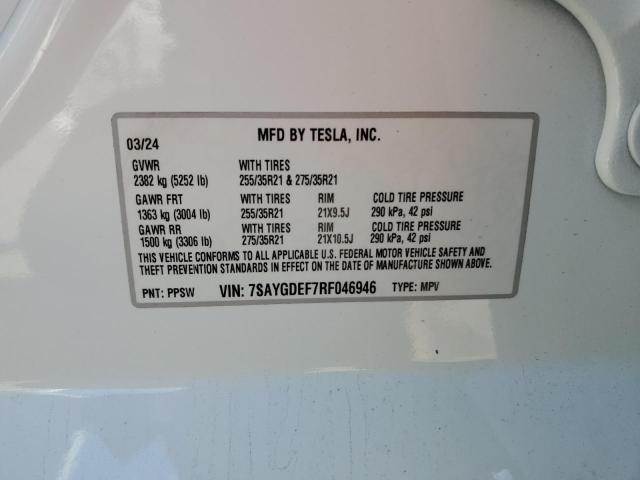 03/24 MFD BY TESLA, INC.
GVWR WITH TIRES
2382 kg (5252 lb) 255/35R21 & 275/35R21
GAWR FRT WITH TIRES RIM COLD TIRE PRESSURE
1363 kg (3004 lb) 255/35R21 21X9.5J 290 kPa, 42 psi
GAWR RR WITH TIRES RIM COLD TIRE PRESSURE
1500 kg (3306 lb) 275/35R21 21X10.5J 290 kPa, 42 psi
THIS VEHICLE CONFORMS TO ALL APPLICABLE U.S. FEDERAL MOTOR VEHICLE SAFETY AND
THEFT PREVENTION STANDARDS IN EFFECT ON THE DATE OF MANUFACTURE SHOWN ABOVE.
PNT: PPSW VIN: 7SAYGDEF7RF046946 TYPE: MPV